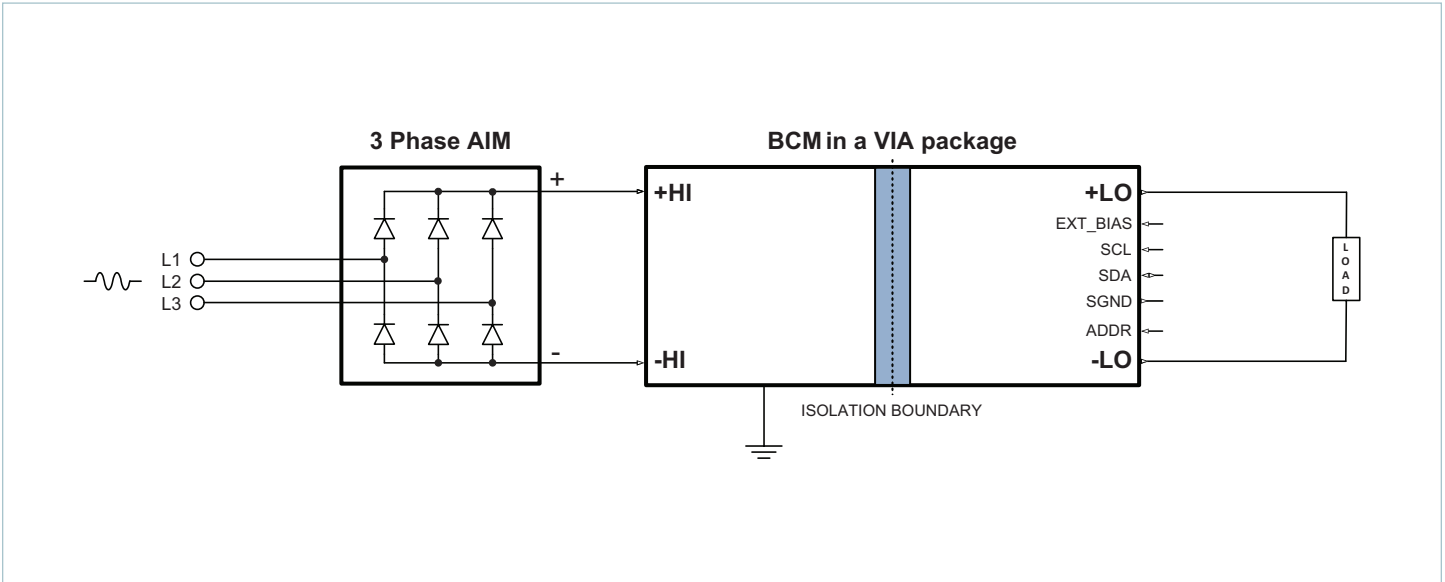 3 Phase AIM
BCM in a VIA package
+
+HI
+LO
EXT_BIAS
SCL
L1
L2
L3
SDA
SGND
ADDR
-
-HI
-LO
LOAD
ISOLATION BOUNDARY